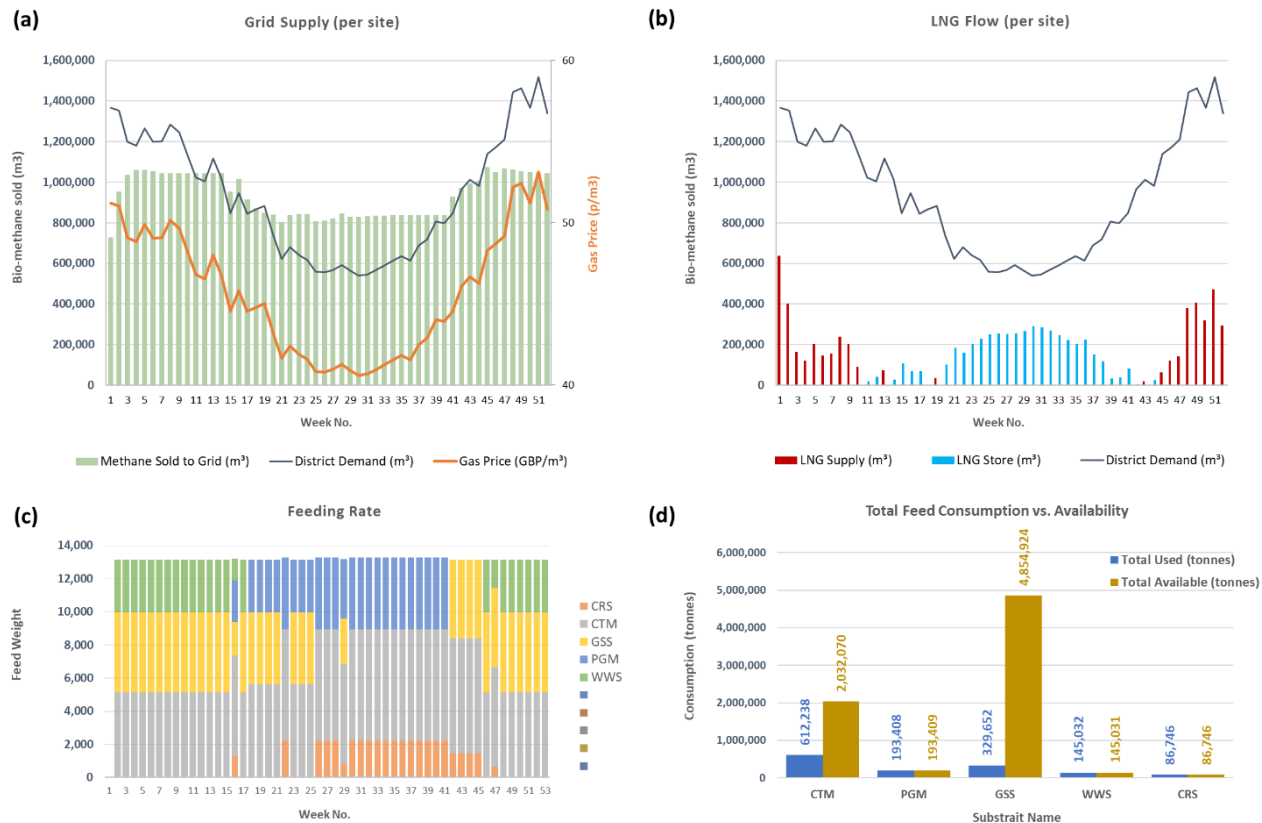 (a)
Grid Supply (per site)
1,600,000
1,400,000
1,200,000
1,000,000
800,000
600,000
400,000
200,000
0
Bio-methane sold (m3)
60
50
40
Gas Price (p/m3)
1 3 5 7 9 11 13 15 17 19 21 23 25 27 29 31 33 35 37 39 41 43 45 47 49 51
Week No.
Methane Sold to Grid (m³) District Demand (m³) Gas Price (GBP/m³)
(b)
LNG Flow (per site)
1,600,000
1,400,000
1,200,000
1,000,000
800,000
600,000
400,000
200,000
0
Bio-methane sold (m3)
1 3 5 7 9 11 13 15 17 19 21 23 25 27 29 31 33 35 37 39 41 43 45 47 49 51
Week No.
LNG Supply (m³) LNG Store (m³) District Demand (m³)
(c)
Feeding Rate
14,000
12,000
10,000
8,000
6,000
4,000
2,000
0
Feed Weight
1 3 5 7 9 11 13 15 17 19 21 23 25 27 29 31 33 35 37 39 41 43 45 47 49 51 53
Week No.
CRS
CTM
GSS
PGM
WWS
(d)
Total Feed Consumption vs. Availability
6,000,000
5,000,000
4,000,000
3,000,000
2,000,000
1,000,000
0
Consumption (tonnes)
Total Used (tonnes)
Total Available (tonnes)
612,238
2,032,070
193,408
193,409
329,652
4,854,924
145,032
145,031
86,746
86,746
CTM PGM GSS WWS CRS
Substrait Name